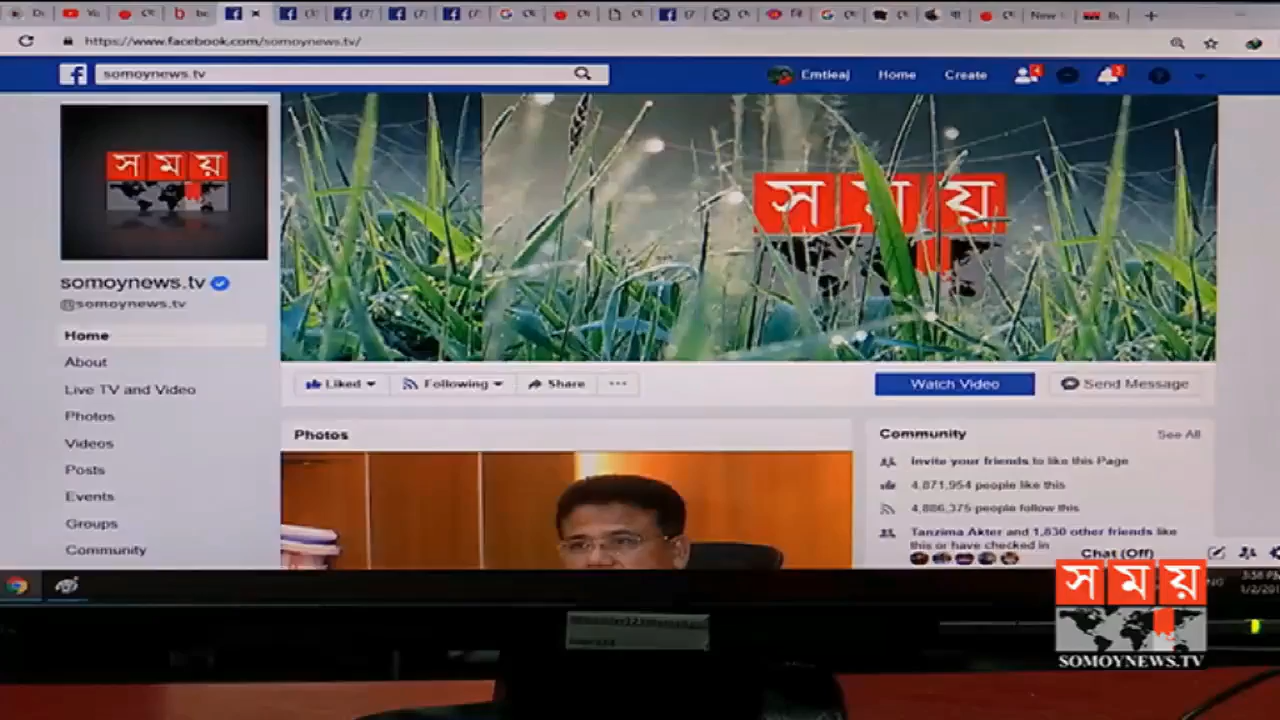 https://www.facebook.com/somoynews.tv/
somoynews.tv
Emtieaj Home Create 4 3
সময়
সময়
somoynews.tv
@somoynews.tv
Home
About
Live TV and Video
Photos
Videos
Posts
Events
Groups
Community
Liked Following Share
Watch Video Send Message
Photos
Community See All
Invite your friends to like this Page
4,871,954 people like this
4,886,375 people follow this
Tanzima Akter and 1,830 other friends like
this or have checked in
Chat (Off)
সময়
SOMOYNEWS.TV